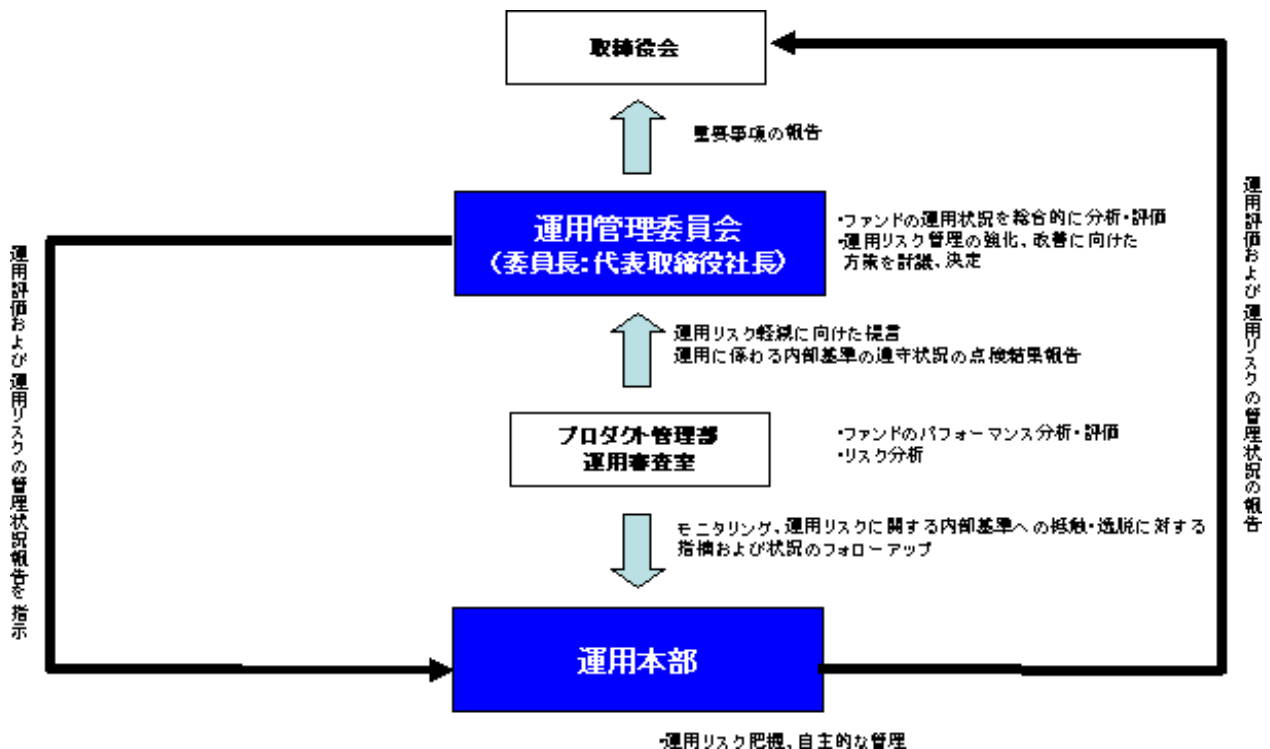 取締役会
重要事項の報告
運用管理委員会
（委員長：代表取締役社長）
・ファンドの運用状況を総合的に分析・評価
・運用リスク管理の強化、改善に向けた
方策を討議、決定
運用リスク軽減に向けた提言
運用に係わる内部基準の遵守状況の点検結果報告
プロダクト管理部
運用審査室
・ファンドのパフォーマンス分析・評価
・リスク分析
モニタリング、運用リスクに関する内部基準への抵触・逸脱に対する
指摘および状況のフォローアップ
運用本部
・運用リスク把握、自主的な管理
運用評価および運用リスクの管理状況報告を指示
運用評価および運用リスクの管理状況の報告